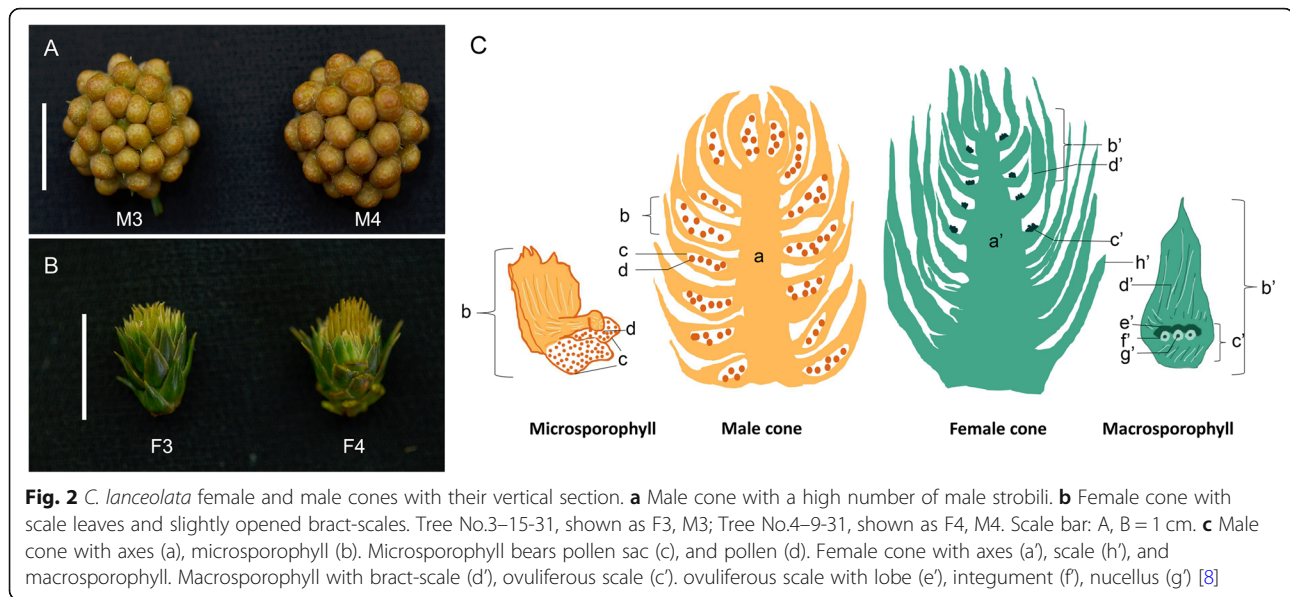 A
M3
M4
B
F3
F4
C
b
c
d
a
b
d
c
Microsporophyll
Male cone
b'
d'
c'
a'
h'
d'
b'
e'
f'
c'
g'
Female cone
Macrosporophyll
Fig. 2 C. lanceolata female and male cones with their vertical section. a Male cone with a high number of male strobili. b Female cone with
scale leaves and slightly opened bract-scales. Tree No.3–15-31, shown as F3, M3; Tree No.4–9-31, shown as F4, M4. Scale bar: A, B = 1 cm. c Male
cone with axes (a), microsporophyll (b). Microsporophyll bears pollen sac (c), and pollen (d). Female cone with axes (a′), scale (h′), and
macrosporophyll. Macrosporophyll with bract-scale (d′), ovuliferous scale (c′). ovuliferous scale with lobe (e′), integument (f′), nucellus (g′) [8]